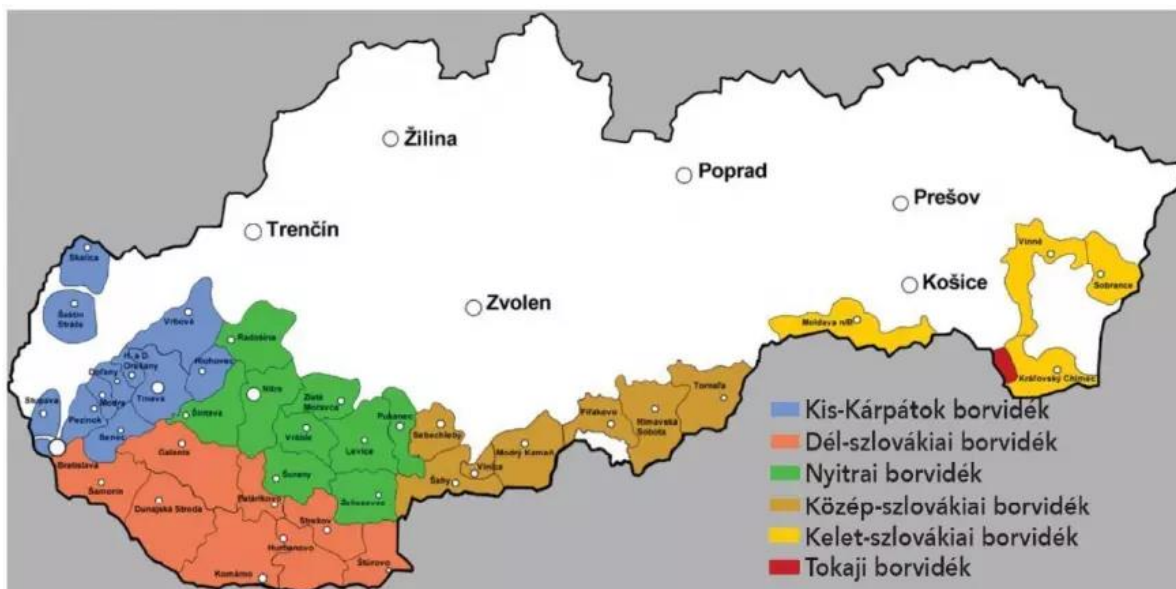 Žilina
Poprad
Prešov
Trenčín
Košice
Zvolen
Skalica
Šaštín
Stráže
Vrbové
Hlohovec
H. a D.
Orešany
Doľany
Modra
Trnava
Pezinok
Senec
Stupava
Bratislava
Radošina
Nitra
Šintava
Zlaté
Moravce
Vráble
Pukanec
Levice
Šurany
Želiezovce
Galanta
Šamorín
Dunajská Streda
Palárikovo
Strekov
Hurbanovo
Komárno
Štúrovo
Sebechleby
Šahy
Vinica
Modrý Kameň
Fiľakovo
Rimavská
Sobota
Tornaľa
Moldava n/B
Vinné
Sobrance
Kráľovský Chlmec
Kis-Kárpátok borvidék
Dél-szlovákiai borvidék
Nyitrai borvidék
Közép-szlovákiai borvidék
Kelet-szlovákiai borvidék
Tokaji borvidék